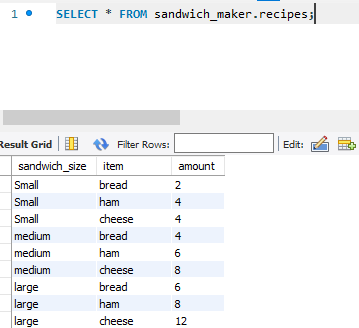 1 SELECT * FROM sandwich_maker.recipes;
Result Grid Filter Rows: Edit:
sandwich_size item amount
Small bread 2
Small ham 4
Small cheese 4
medium bread 4
medium ham 6
medium cheese 8
large bread 6
large ham 8
large cheese 12